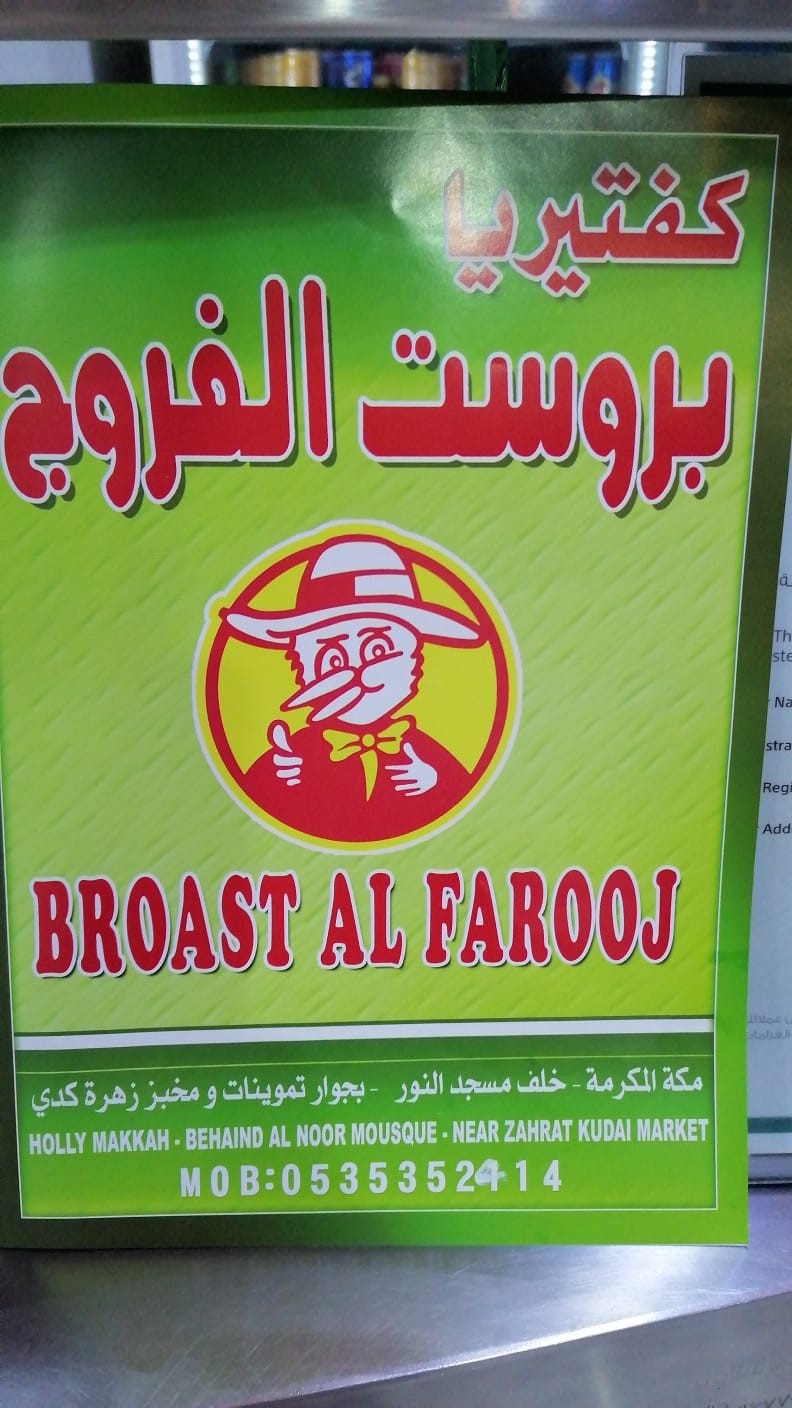 كفتيريا
بروست الفروج
BROAST AL FAROOJ
مكة المكرمة - خلف مسجد النور - بجوار تموينات و مخبز زهرة كدي
HOLLY MAKKAH - BEHAIND AL NOOR MOUSQUE - NEAR ZAHRAT KUDAI MARKET
MOB:0535352414